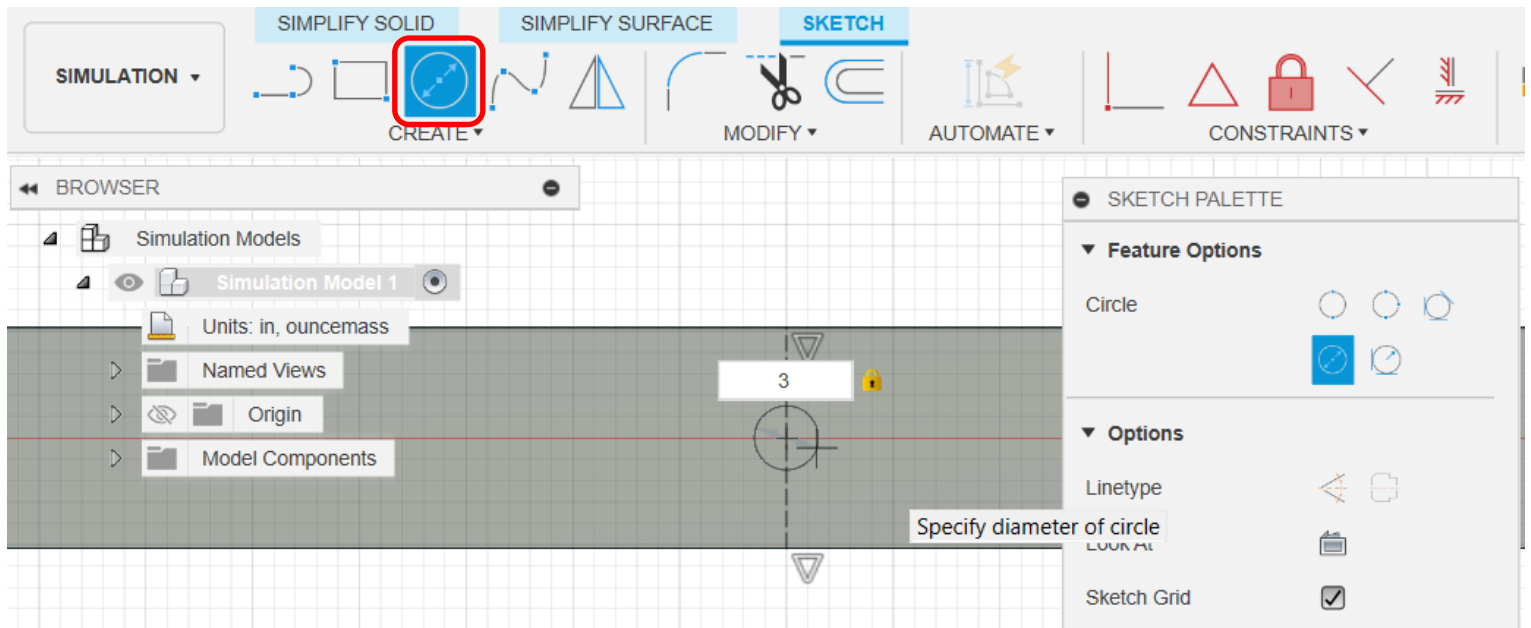 SIMPLIFY SOLID SIMPLIFY SURFACE SKETCH
SIMULATION
CREATE MODIFY AUTOMATE CONSTRAINTS
BROWSER
Simulation Models
Simulation Model 1
Units: in, ouncemass
Named Views
Origin
Model Components
3
Specify diameter of circle
SKETCH PALETTE
Feature Options
Circle
Options
Linetype
Look At
Sketch Grid